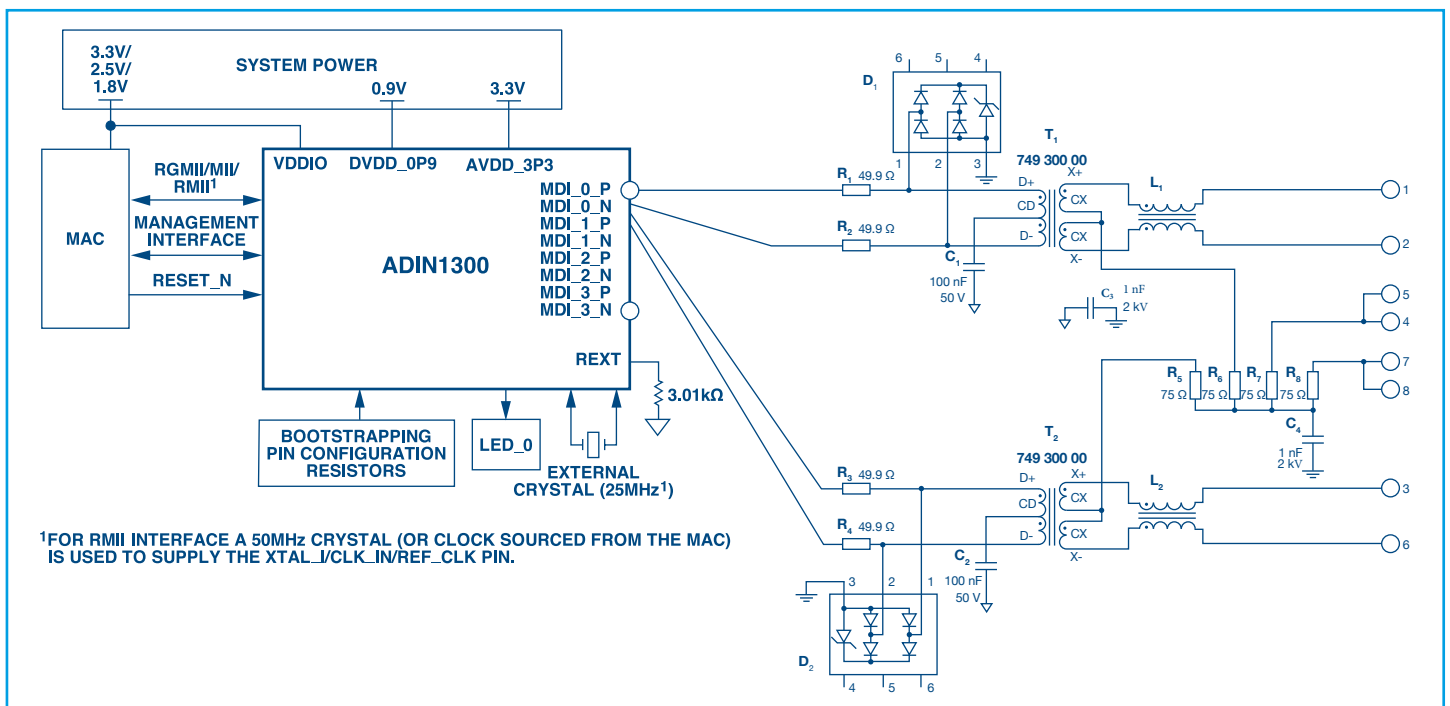 3.3V/
2.5V/
1.8V
SYSTEM POWER
0.9V
3.3V
VDDIO
DVDD_0P9
AVDD_3P3
MAC
RGMII/MII/
RMII¹
MANAGEMENT
INTERFACE
RESET_N
ADIN1300
MDI_0_P
MDI_0_N
MDI_1_P
MDI_1_N
MDI_2_P
MDI_2_N
MDI_3_P
MDI_3_N
REXT
3.01kΩ
BOOTSTRAPPING
PIN CONFIGURATION
RESISTORS
LED_0
EXTERNAL
CRYSTAL (25MHz¹)
¹FOR RMII INTERFACE A 50MHz CRYSTAL (OR CLOCK SOURCED FROM THE MAC)
IS USED TO SUPPLY THE XTAL_I/CLK_IN/REF_CLK PIN.
6 5 4
D₁
1 2 3
R₁ 49.9 Ω
R₂ 49.9 Ω
T₁
749 300 00
D+
CD
D-
X+
CX
CX
X-
L₁
C₁
100 nF
50 V
C₃ 1 nF
2 kV
1
2
5
4
7
8
R₅ R₆ R₇ R₈
75 Ω 75 Ω 75 Ω 75 Ω
C₄
1 nF
2 kV
R₃ 49.9 Ω
R₄ 49.9 Ω
T₂
749 300 00
D+
CD
D-
X+
CX
CX
X-
L₂
C₂
100 nF
50 V
3
6
3 2 1
D₂
4 5 6